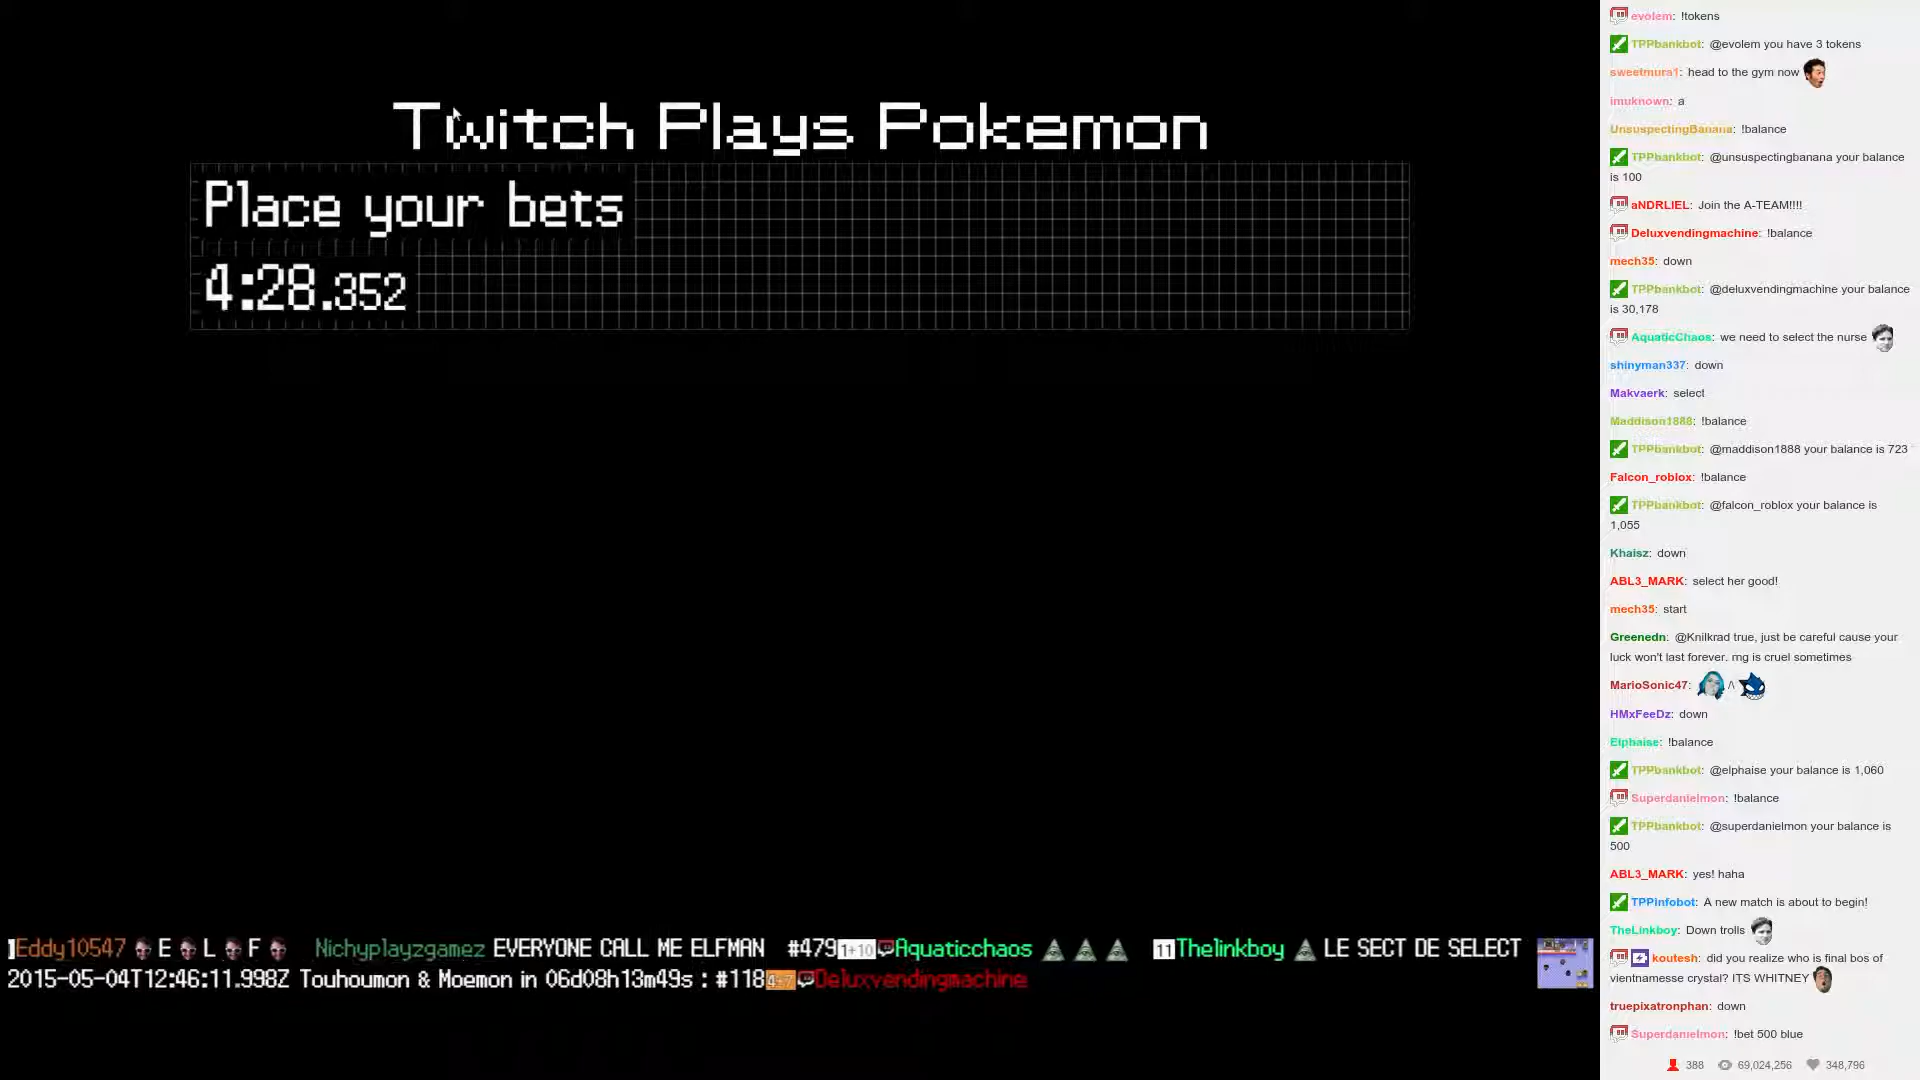 Twitch Plays Pokemon
Place your bets
4:28.352
]Eddy10547 E L F Nichyplayzgamez EVERYONE CALL ME ELFMAN #479 1+10 Aquaticchaos 11 Thelinkboy LE SECT DE SELECT
2015-05-04T12:46:11.998Z Touhoumon & Moemon in 06d08h13m49s : #118 4+7 Deluxvendingmachine
evolem: !tokens
TPPbankbot: @evolem you have 3 tokens
sweetmura1: head to the gym now
imuknown: a
UnsuspectingBanana: !balance
TPPbankbot: @unsuspectingbanana your balance
is 100
aNDRLIEL: Join the A-TEAM!!!!
Deluxvendingmachine: !balance
mech35: down
TPPbankbot: @deluxvendingmachine your balance
is 30,178
AquaticChaos: we need to select the nurse
shinyman337: down
Makvaerk: select
Maddison1888: !balance
TPPbankbot: @maddison1888 your balance is 723
Falcon_roblox: !balance
TPPbankbot: @falcon_roblox your balance is
1,055
Khaisz: down
ABL3_MARK: select her good!
mech35: start
Greenedn: @Knilkrad true, just be careful cause your
luck won't last forever. rng is cruel sometimes
MarioSonic47: /\
HMxFeeDz: down
Elphaise: !balance
TPPbankbot: @elphaise your balance is 1,060
Superdanielmon: !balance
TPPbankbot: @superdanielmon your balance is
500
ABL3_MARK: yes! haha
TPPinfobot: A new match is about to begin!
TheLinkboy: Down trolls
koutesh: did you realize who is final bos of
vientnamesse crystal? ITS WHITNEY
truepixatronphan: down
Superdanielmon: !bet 500 blue
388 69,024,256 348,796